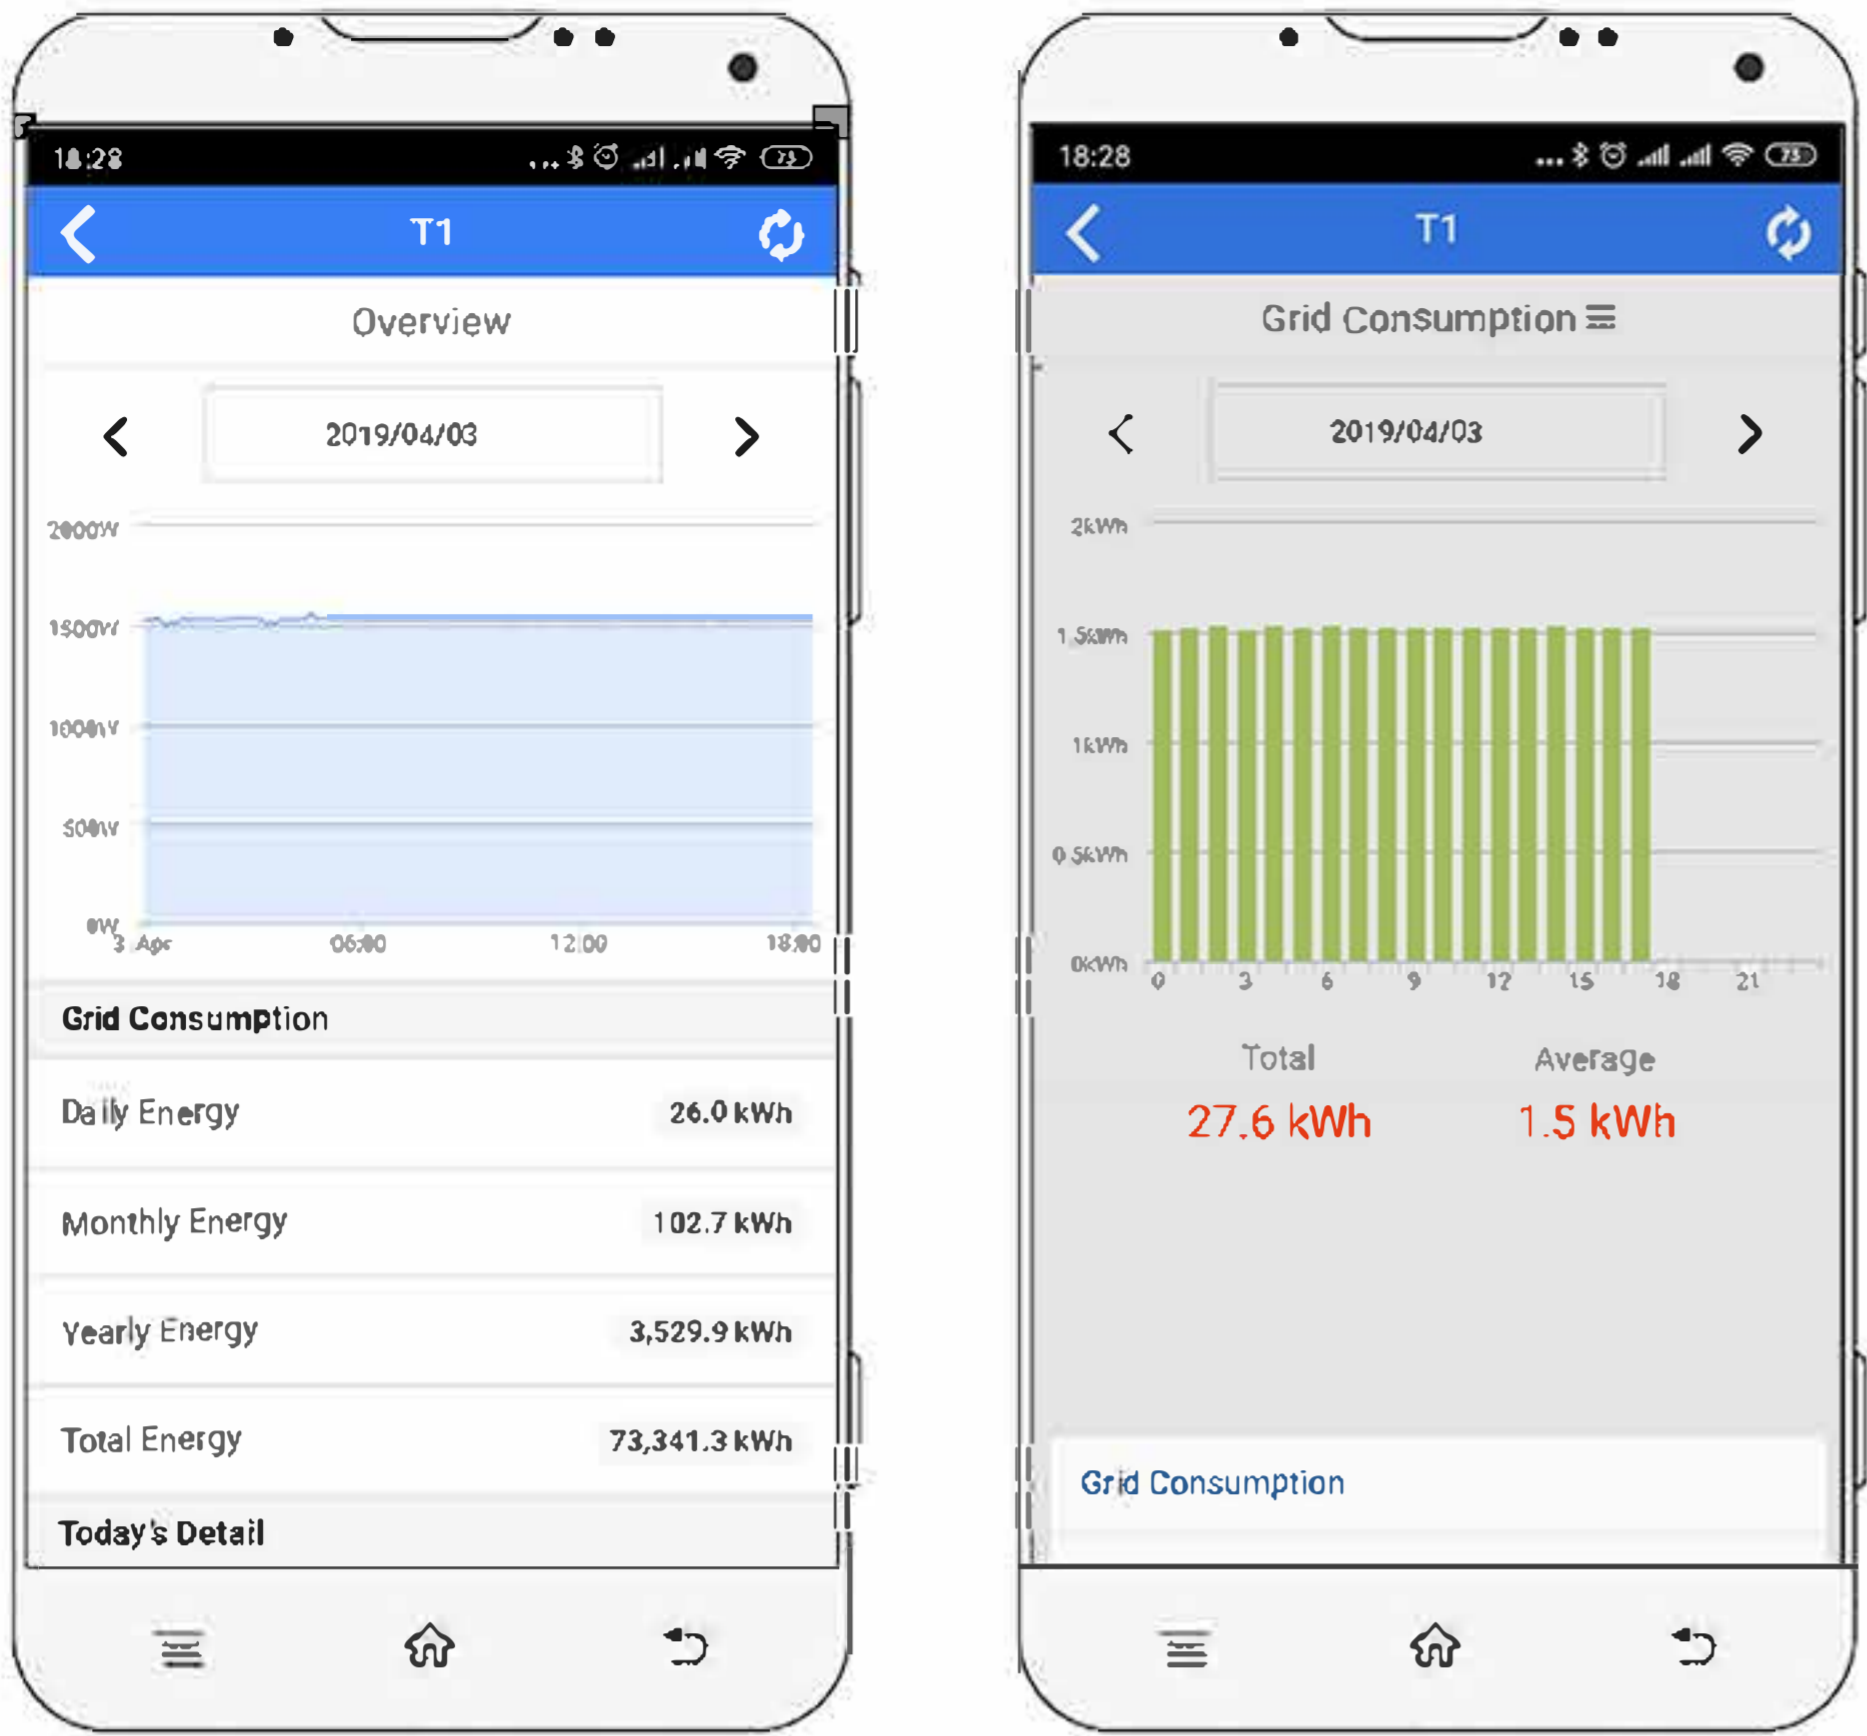 18:28
73
T1
Overview
2019/04/03
2000W
1500W
1000W
500W
0W
3 Apr 06:00 12:00 18:00
Grid Consumption
Daily Energy 26.0 kWh
Monthly Energy 102.7 kWh
Yearly Energy 3,529.9 kWh
Total Energy 73,341.3 kWh
Today's Detail
18:28
73
T1
Grid Consumption
2019/04/03
2kWh
1.5kWh
1kWh
0.5kWh
0kWh
0 3 6 9 12 15 18 21
Total Average
27.6 kWh 1.5 kWh
Grid Consumption